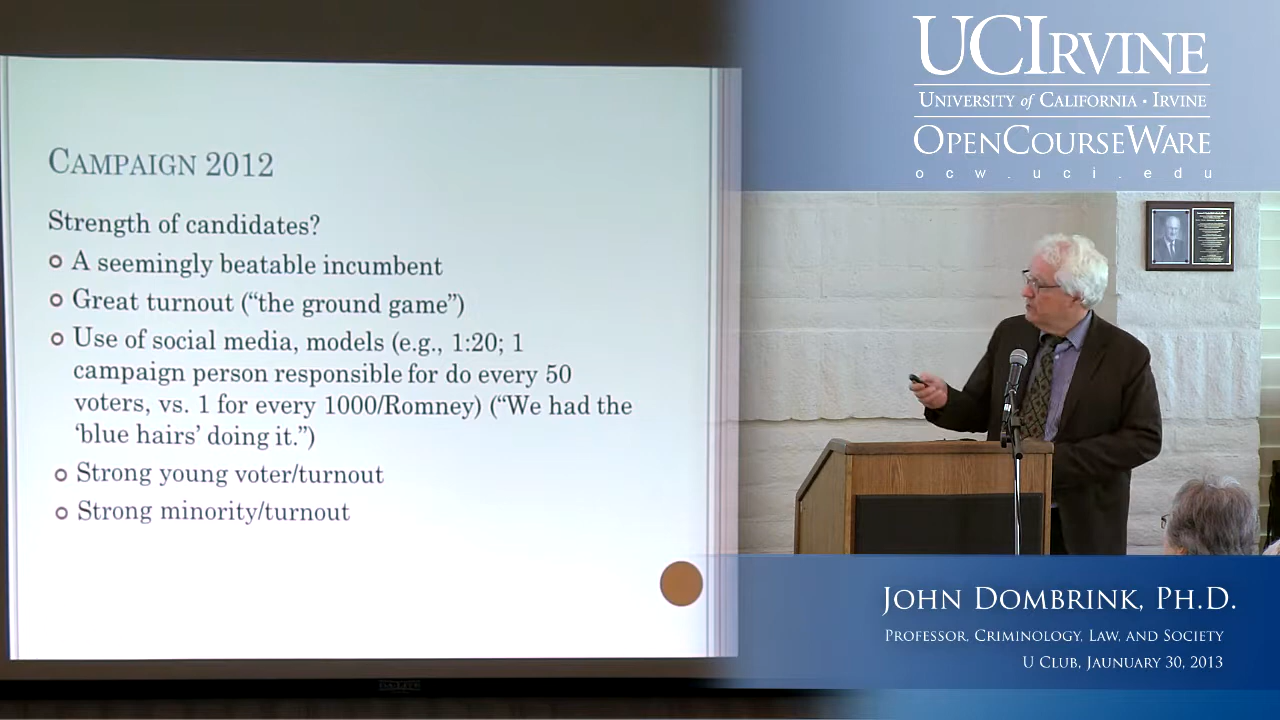 CAMPAIGN 2012
Strength of candidates?
A seemingly beatable incumbent
Great turnout (“the ground game”)
Use of social media, models (e.g., 1:20; 1
campaign person responsible for do every 50
voters, vs. 1 for every 1000/Romney) (“We had the
‘blue hairs’ doing it.”)
Strong young voter/turnout
Strong minority/turnout
UCIRVINE
UNIVERSITY of CALIFORNIA • IRVINE
OPENCOURSEWARE
ocw.uci.edu
JOHN DOMBRINK, PH.D.
PROFESSOR, CRIMINOLOGY, LAW, AND SOCIETY
U CLUB, JAUNUARY 30, 2013